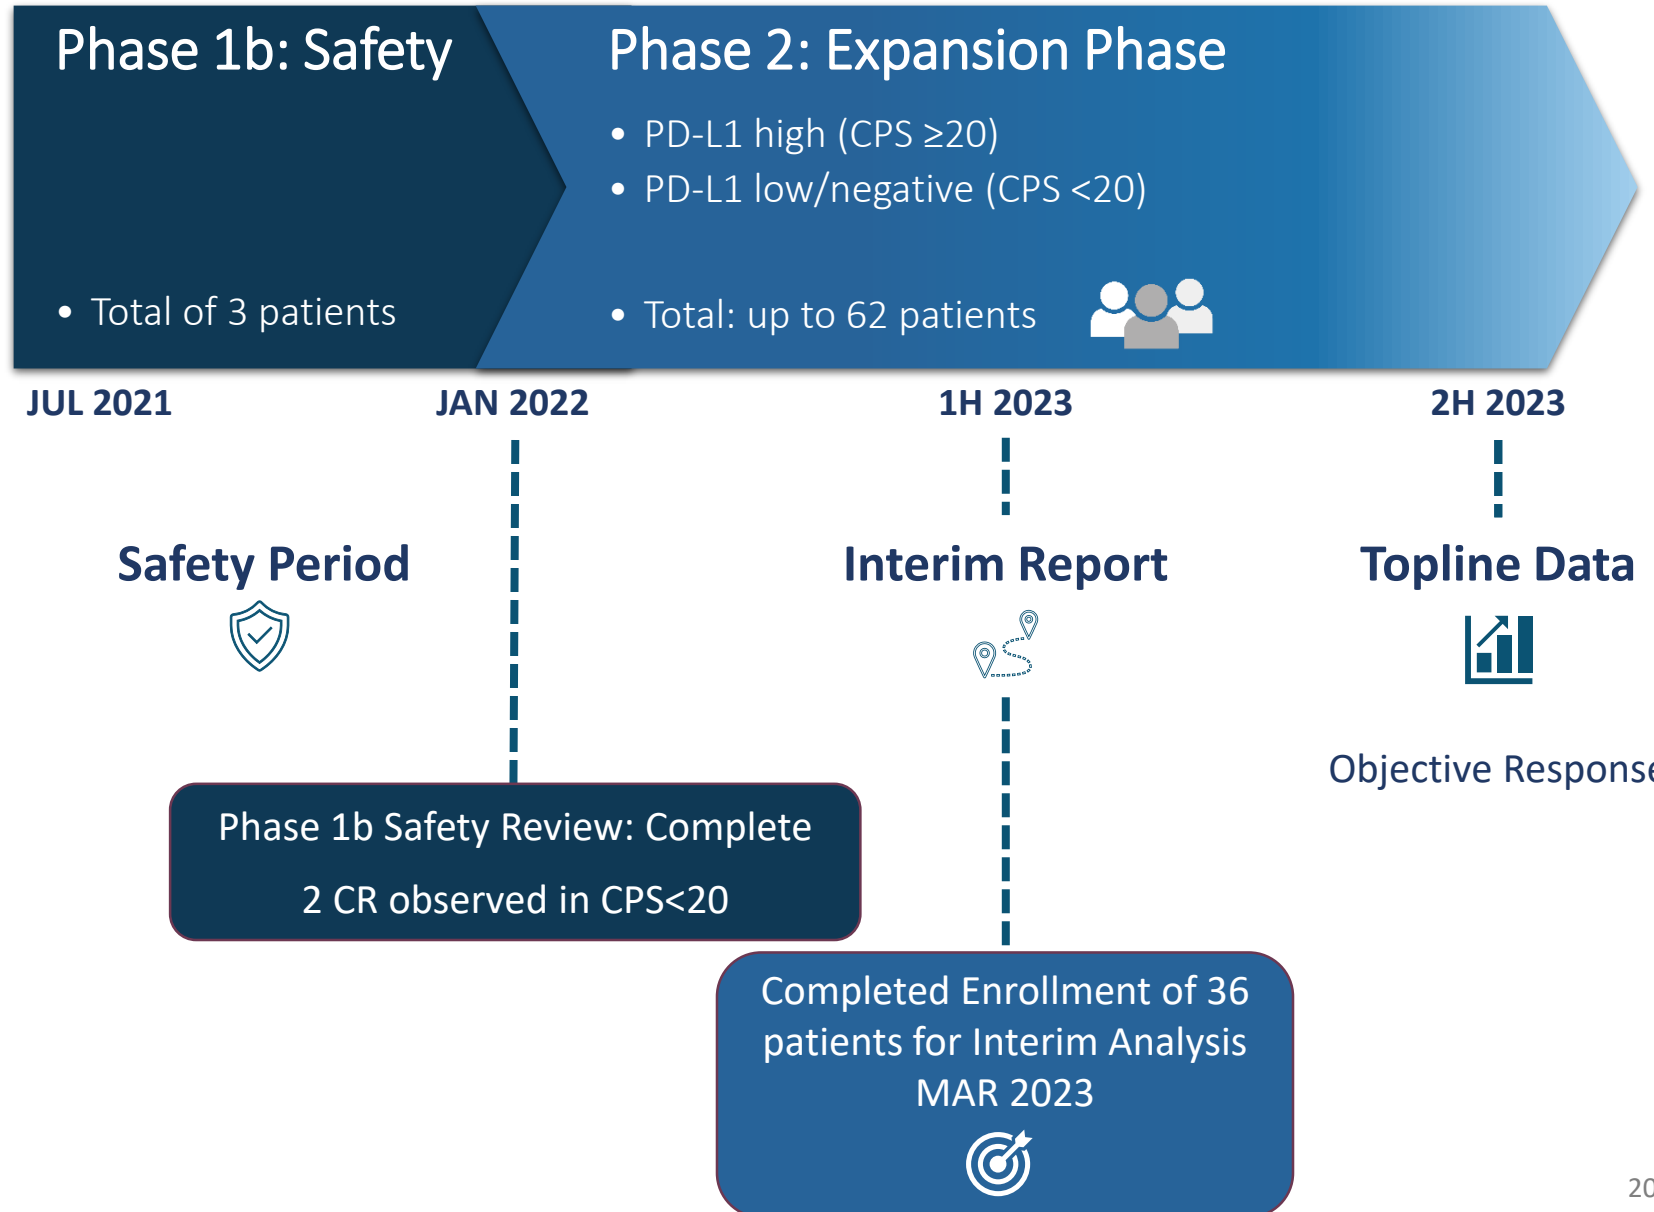 Phase 1b: Safety
• Total of 3 patients
Phase 2: Expansion Phase
• PD-L1 high (CPS ≥20)
• PD-L1 low/negative (CPS <20)
• Total: up to 62 patients
JUL 2021
JAN 2022
1H 2023
2H 2023
Safety Period
Interim Report
Topline Data
Objective Response
Phase 1b Safety Review: Complete
2 CR observed in CPS<20
Completed Enrollment of 36
patients for Interim Analysis
MAR 2023
20